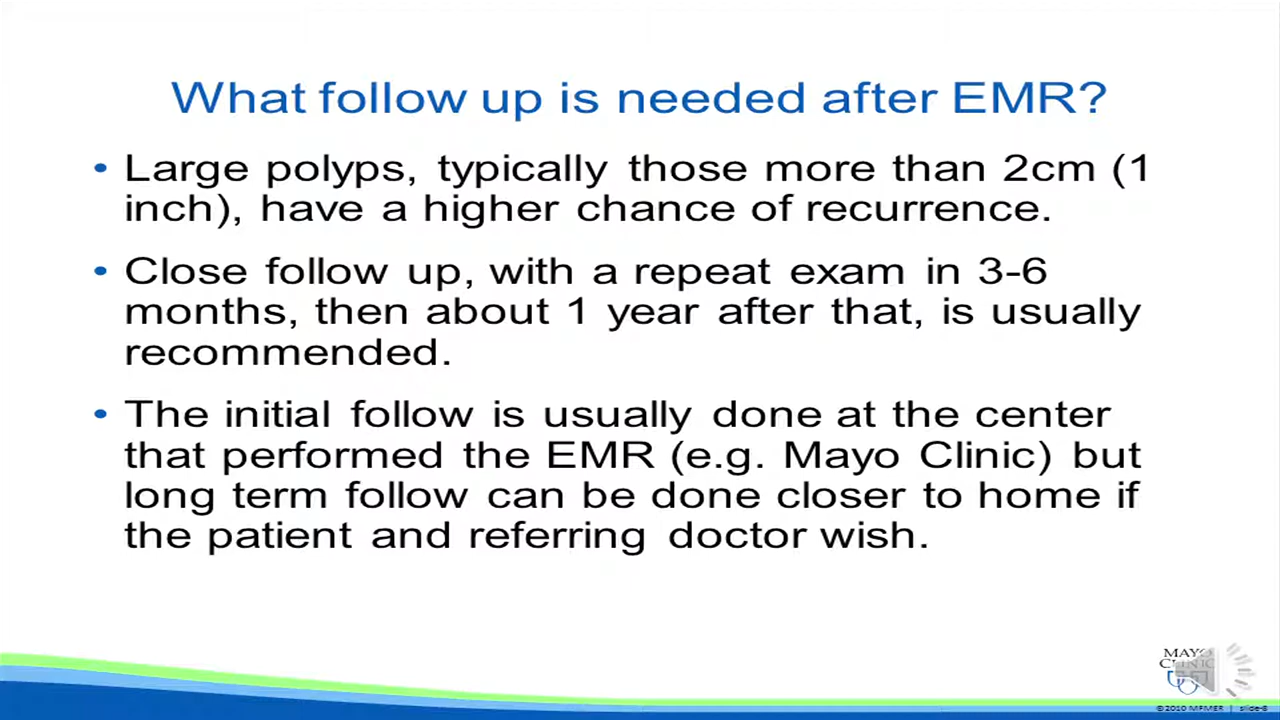 What follow up is needed after EMR?
• Large polyps, typically those more than 2cm (1
inch), have a higher chance of recurrence.
• Close follow up, with a repeat exam in 3-6
months, then about 1 year after that, is usually
recommended.
• The initial follow is usually done at the center
that performed the EMR (e.g. Mayo Clinic) but
long term follow can be done closer to home if
the patient and referring doctor wish.
MAYO
CLINIC
©2010 MFMER | slide-8